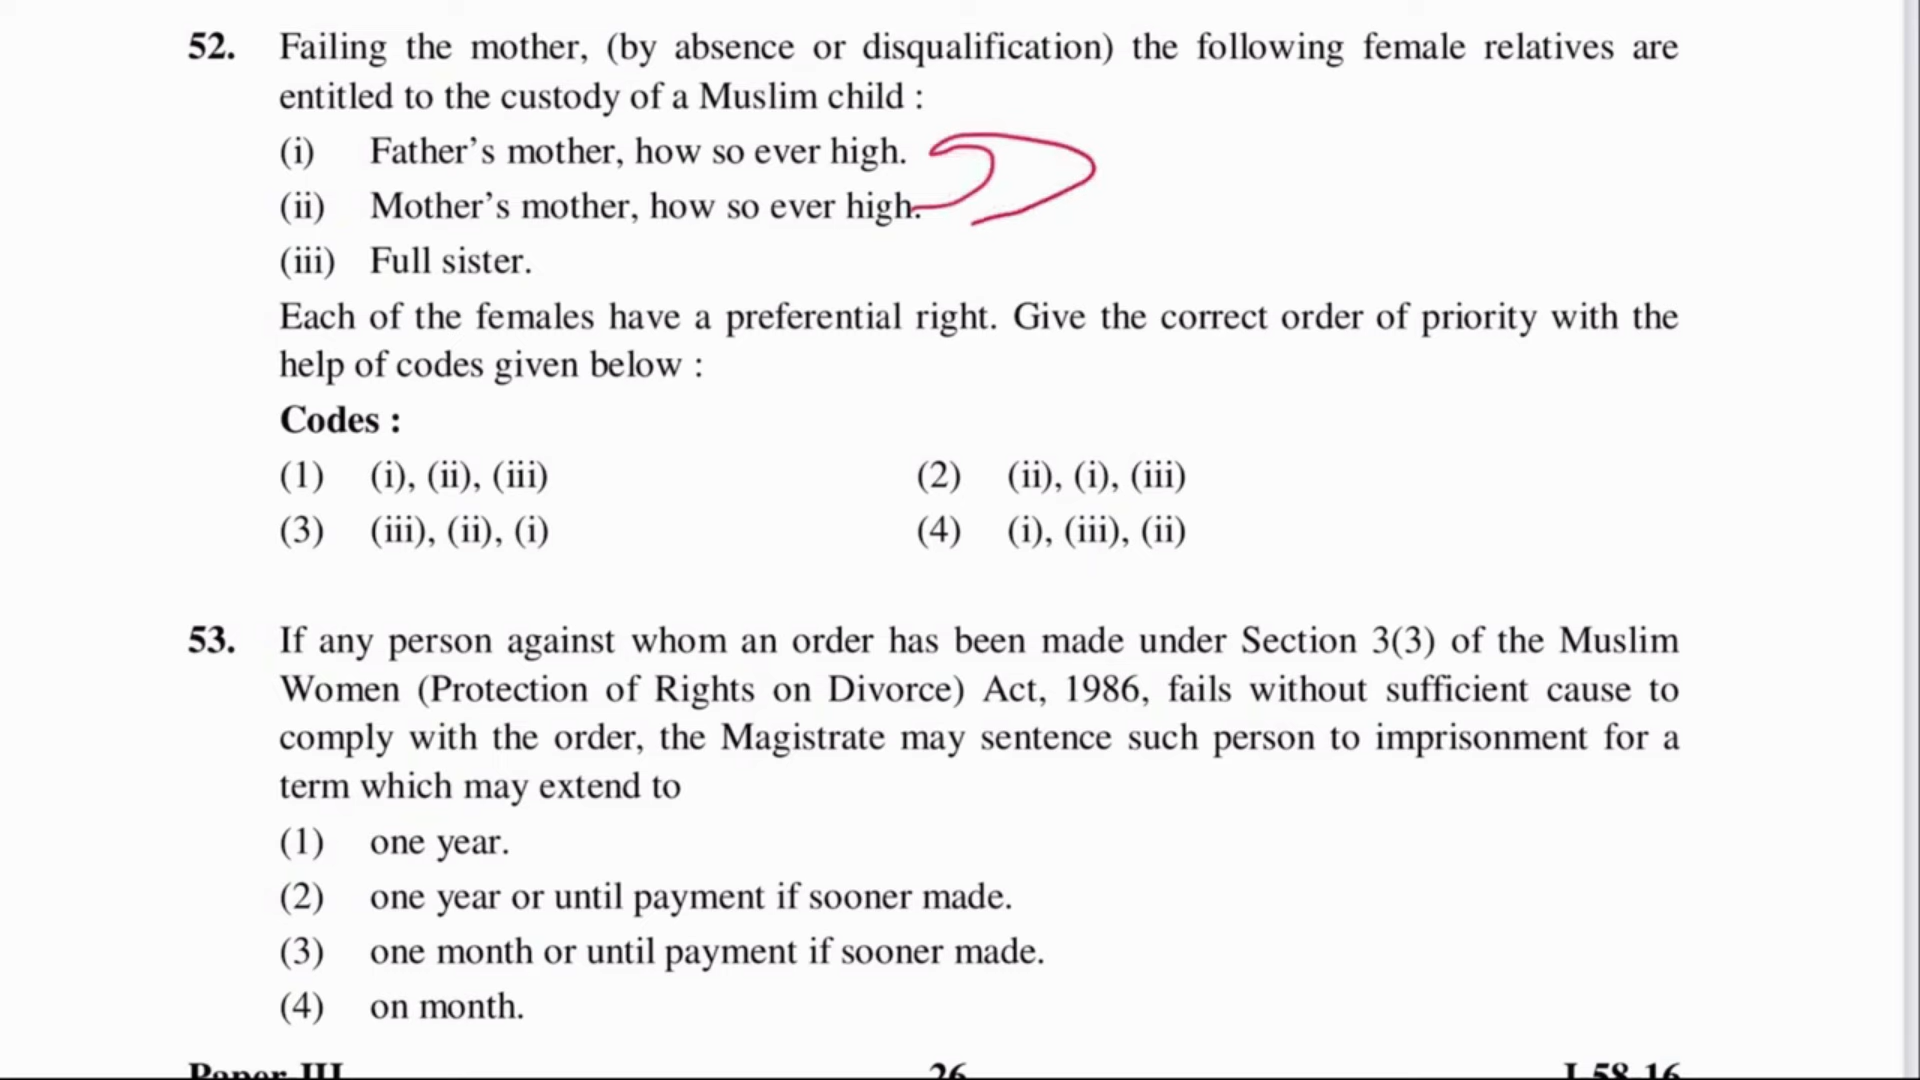 52. Failing the mother, (by absence or disqualification) the following female relatives are
entitled to the custody of a Muslim child :
(i) Father's mother, how so ever high.
(ii) Mother's mother, how so ever high.
(iii) Full sister.
Each of the females have a preferential right. Give the correct order of priority with the
help of codes given below :
Codes :
(1) (i), (ii), (iii) (2) (ii), (i), (iii)
(3) (iii), (ii), (i) (4) (i), (iii), (ii)
53. If any person against whom an order has been made under Section 3(3) of the Muslim
Women (Protection of Rights on Divorce) Act, 1986, fails without sufficient cause to
comply with the order, the Magistrate may sentence such person to imprisonment for a
term which may extend to
(1) one year.
(2) one year or until payment if sooner made.
(3) one month or until payment if sooner made.
(4) on month.
Paper III 26 J-58-16